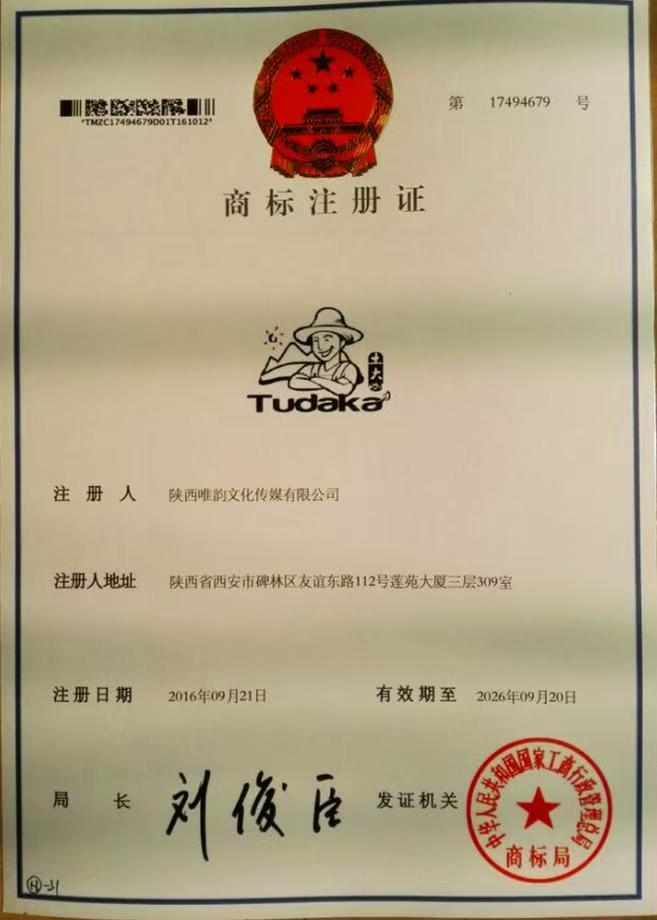 第 17494679 号
*TMZC17494679D01T161012*
商标注册证
土大咖
Tudaka
注册人 陕西唯韵文化传媒有限公司
注册人地址 陕西省西安市碑林区友谊东路112号莲苑大厦三层309室
注册日期 2016年09月21日 有效期至 2026年09月20日
局长 刘俊臣 发证机关
中华人民共和国国家工商行政管理总局
商标局
H-31